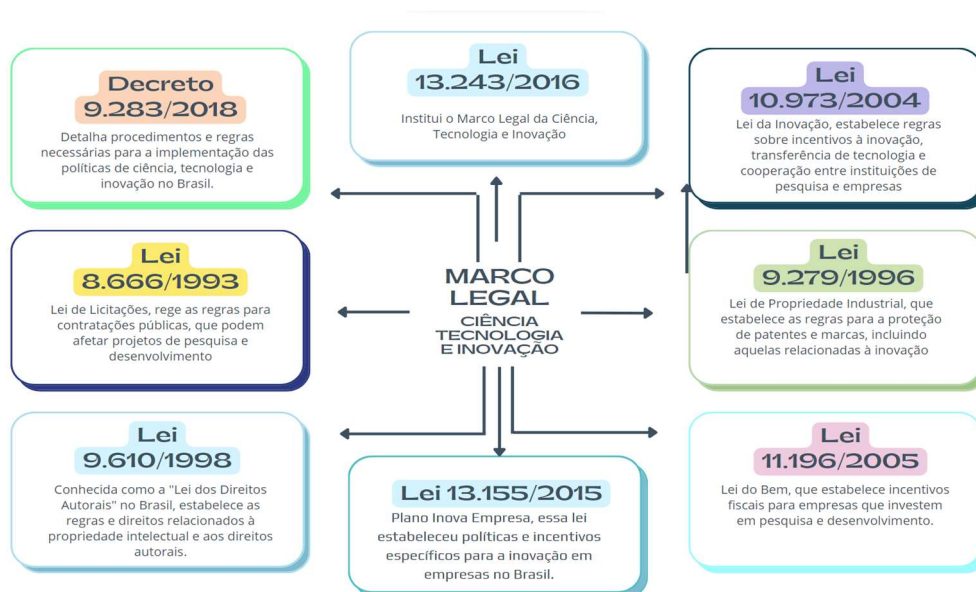 Decreto
9.283/2018
Detalha procedimentos e regras
necessárias para a implementação das
políticas de ciência, tecnologia e
inovação no Brasil.
Lei
13.243/2016
Institui o Marco Legal da Ciência,
Tecnologia e Inovação
Lei
10.973/2004
Lei da Inovação, estabelece regras
sobre incentivos à inovação,
transferência de tecnologia e
cooperação entre instituições de
pesquisa e empresas
Lei
8.666/1993
Lei de Licitações, rege as regras para
contratações públicas, que podem
afetar projetos de pesquisa e
desenvolvimento
MARCO
LEGAL
CIÊNCIA
TECNOLOGIA
E INOVAÇÃO
Lei
9.279/1996
Lei de Propriedade Industrial, que
estabelece as regras para a proteção
de patentes e marcas, incluindo
aquelas relacionadas à inovação
Lei
9.610/1998
Conhecida como a "Lei dos Direitos
Autorais" no Brasil, estabelece as
regras e direitos relacionados à
propriedade intelectual e aos direitos
autorais.
Lei 13.155/2015
Plano Inova Empresa, essa lei
estabeleceu políticas e incentivos
específicos para a inovação em
empresas no Brasil.
Lei
11.196/2005
Lei do Bem, que estabelece incentivos
fiscais para empresas que investem
em pesquisa e desenvolvimento.